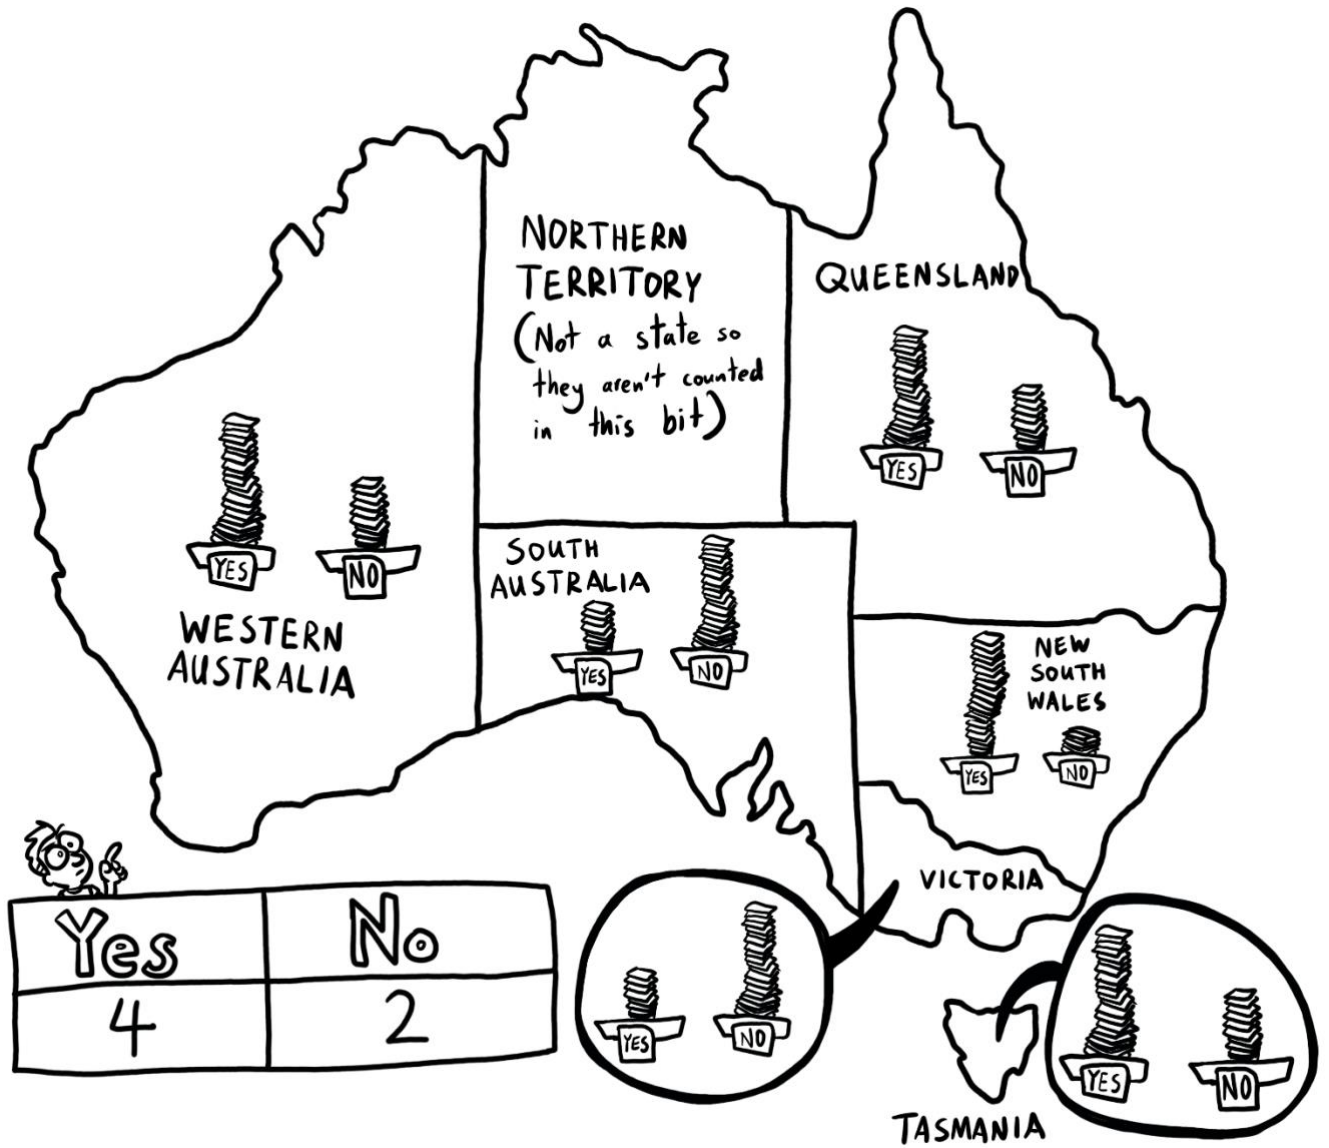 NORTHERN
TERRITORY
(Not a state so
they aren't counted
in this bit)
QUEENSLAND
YES
NO
YES
NO
WESTERN
AUSTRALIA
SOUTH
AUSTRALIA
YES
NO
NEW
SOUTH
WALES
YES
NO
VICTORIA
YES
NO
TASMANIA
YES
NO
Yes
No
4
2